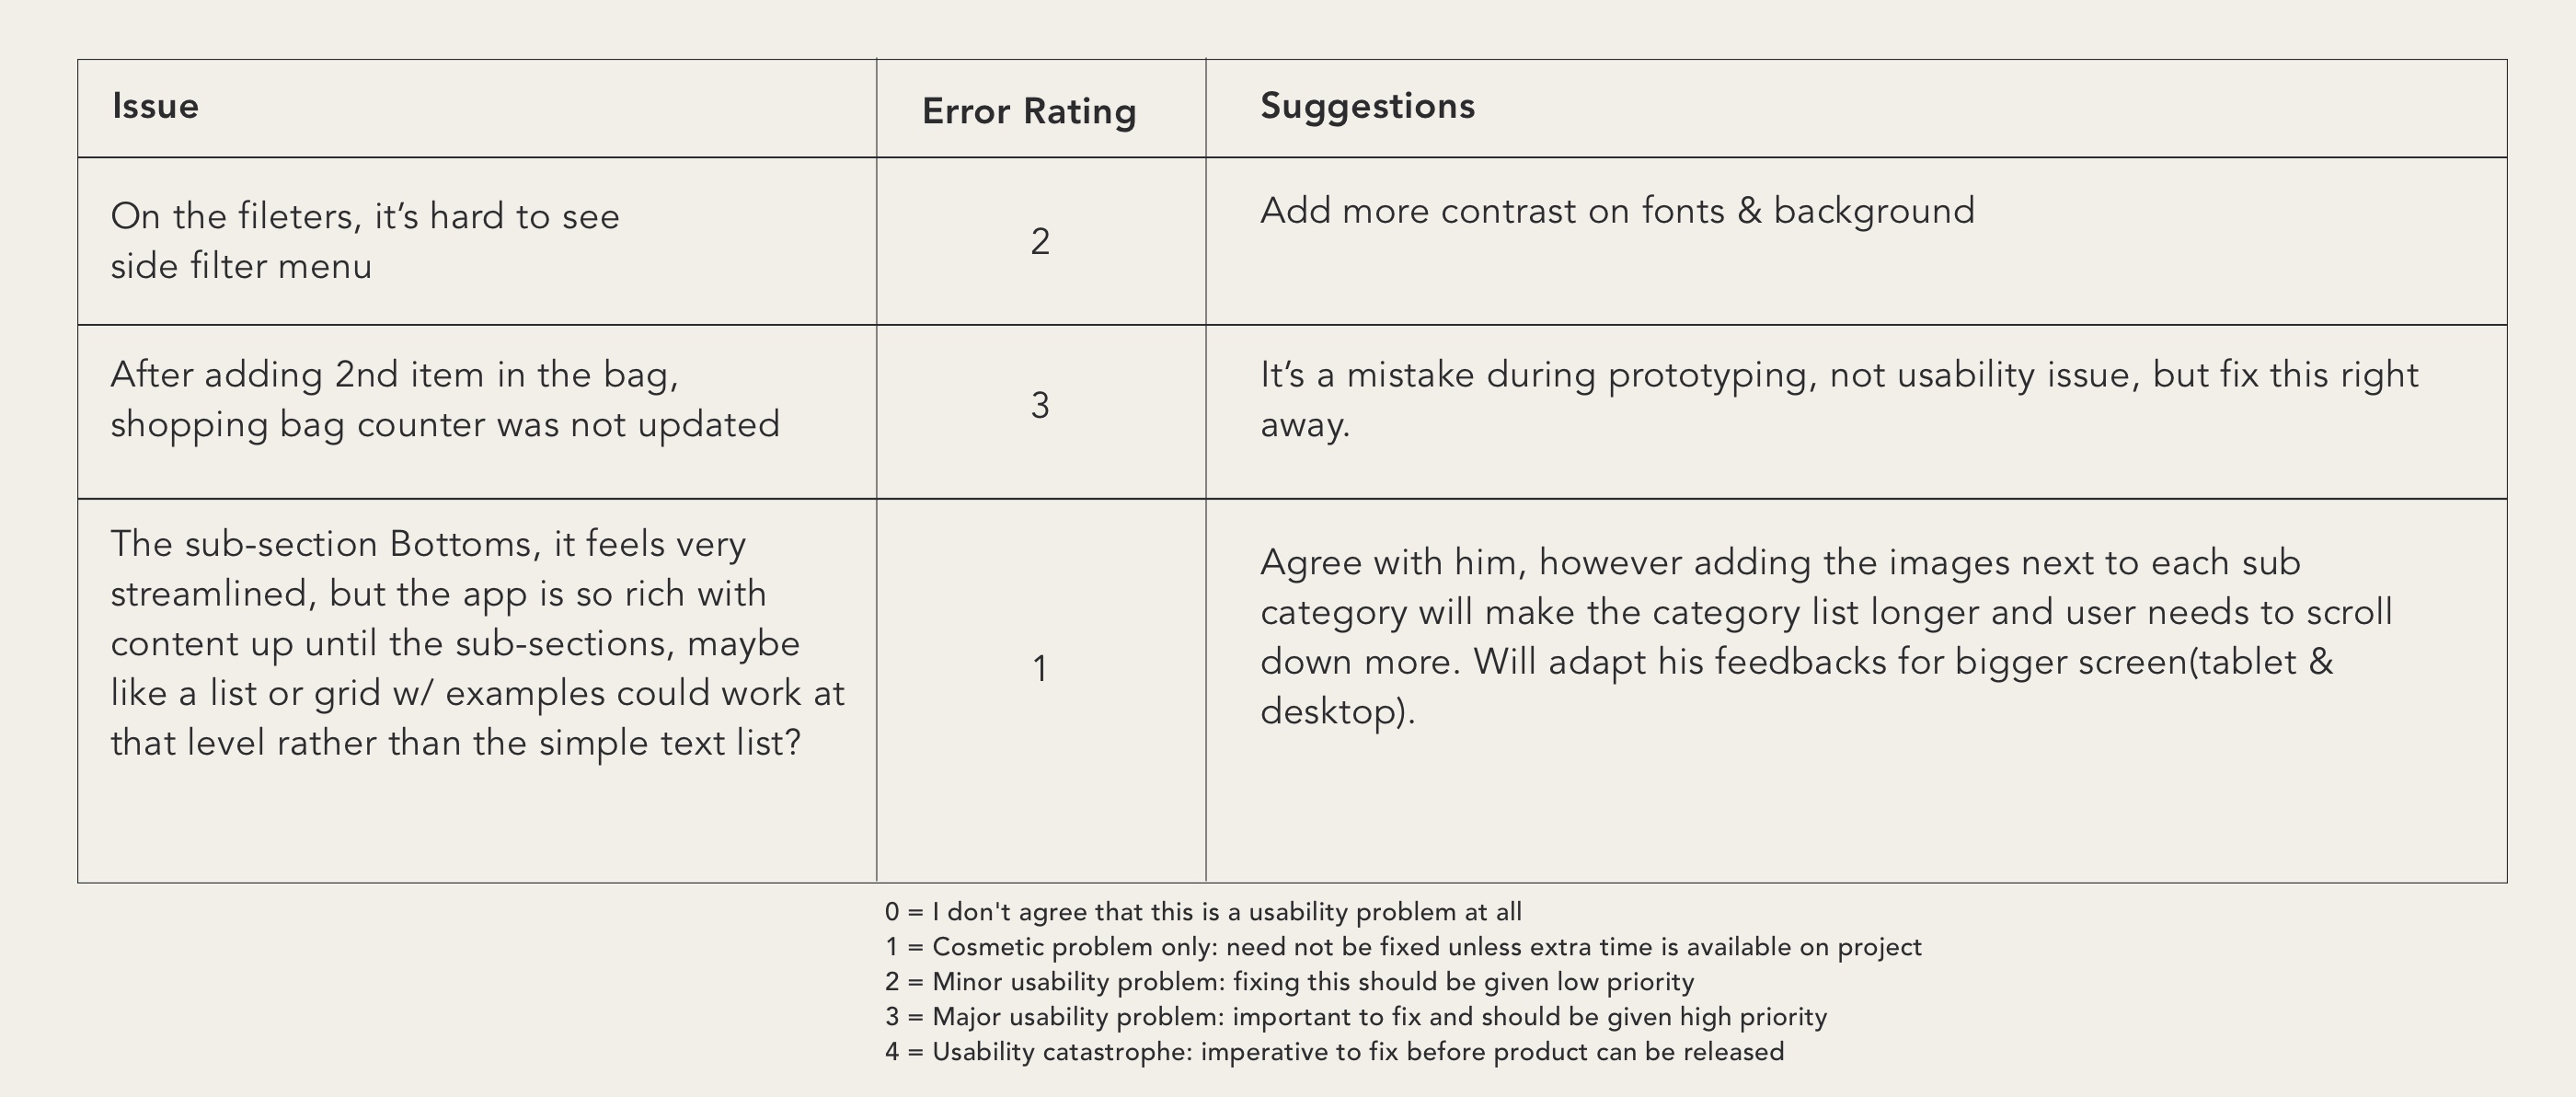 Issue
Error Rating
Suggestions
On the fileters, it’s hard to see
side filter menu
2
Add more contrast on fonts & background
After adding 2nd item in the bag,
shopping bag counter was not updated
3
It’s a mistake during prototyping, not usability issue, but fix this right
away.
The sub-section Bottoms, it feels very
streamlined, but the app is so rich with
content up until the sub-sections, maybe
like a list or grid w/ examples could work at
that level rather than the simple text list?
1
Agree with him, however adding the images next to each sub
category will make the category list longer and user needs to scroll
down more. Will adapt his feedbacks for bigger screen(tablet &
desktop).
0 = I don't agree that this is a usability problem at all
1 = Cosmetic problem only: need not be fixed unless extra time is available on project
2 = Minor usability problem: fixing this should be given low priority
3 = Major usability problem: important to fix and should be given high priority
4 = Usability catastrophe: imperative to fix before product can be released